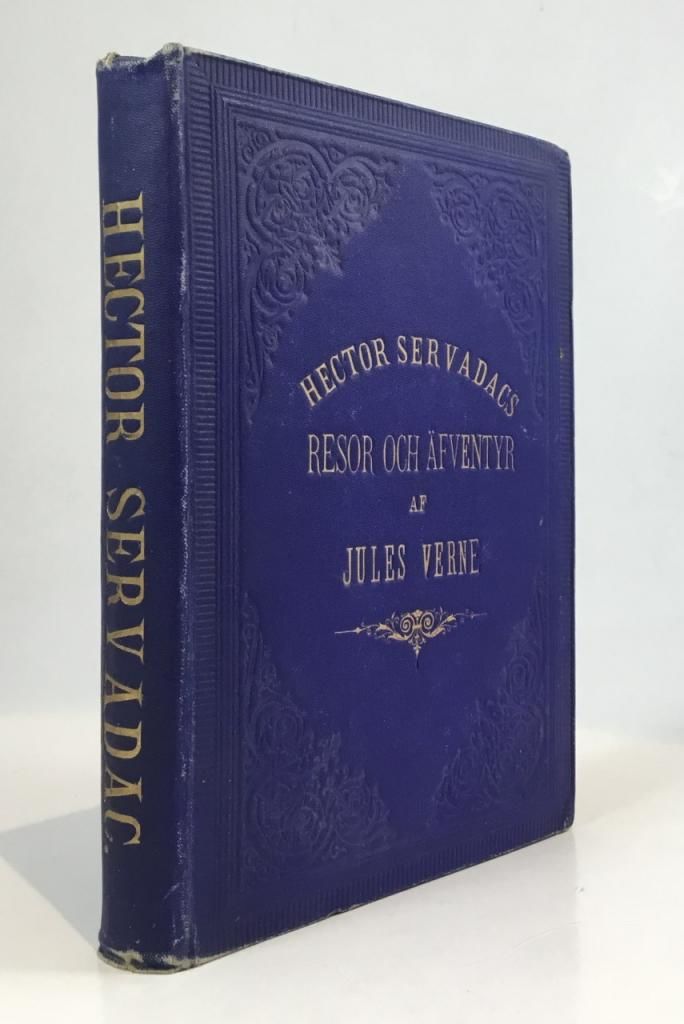 HECTOR SERVADAC.
HECTOR SERVADACS
RESOR OCH ÄFVENTYR
AF
JULES VERNE